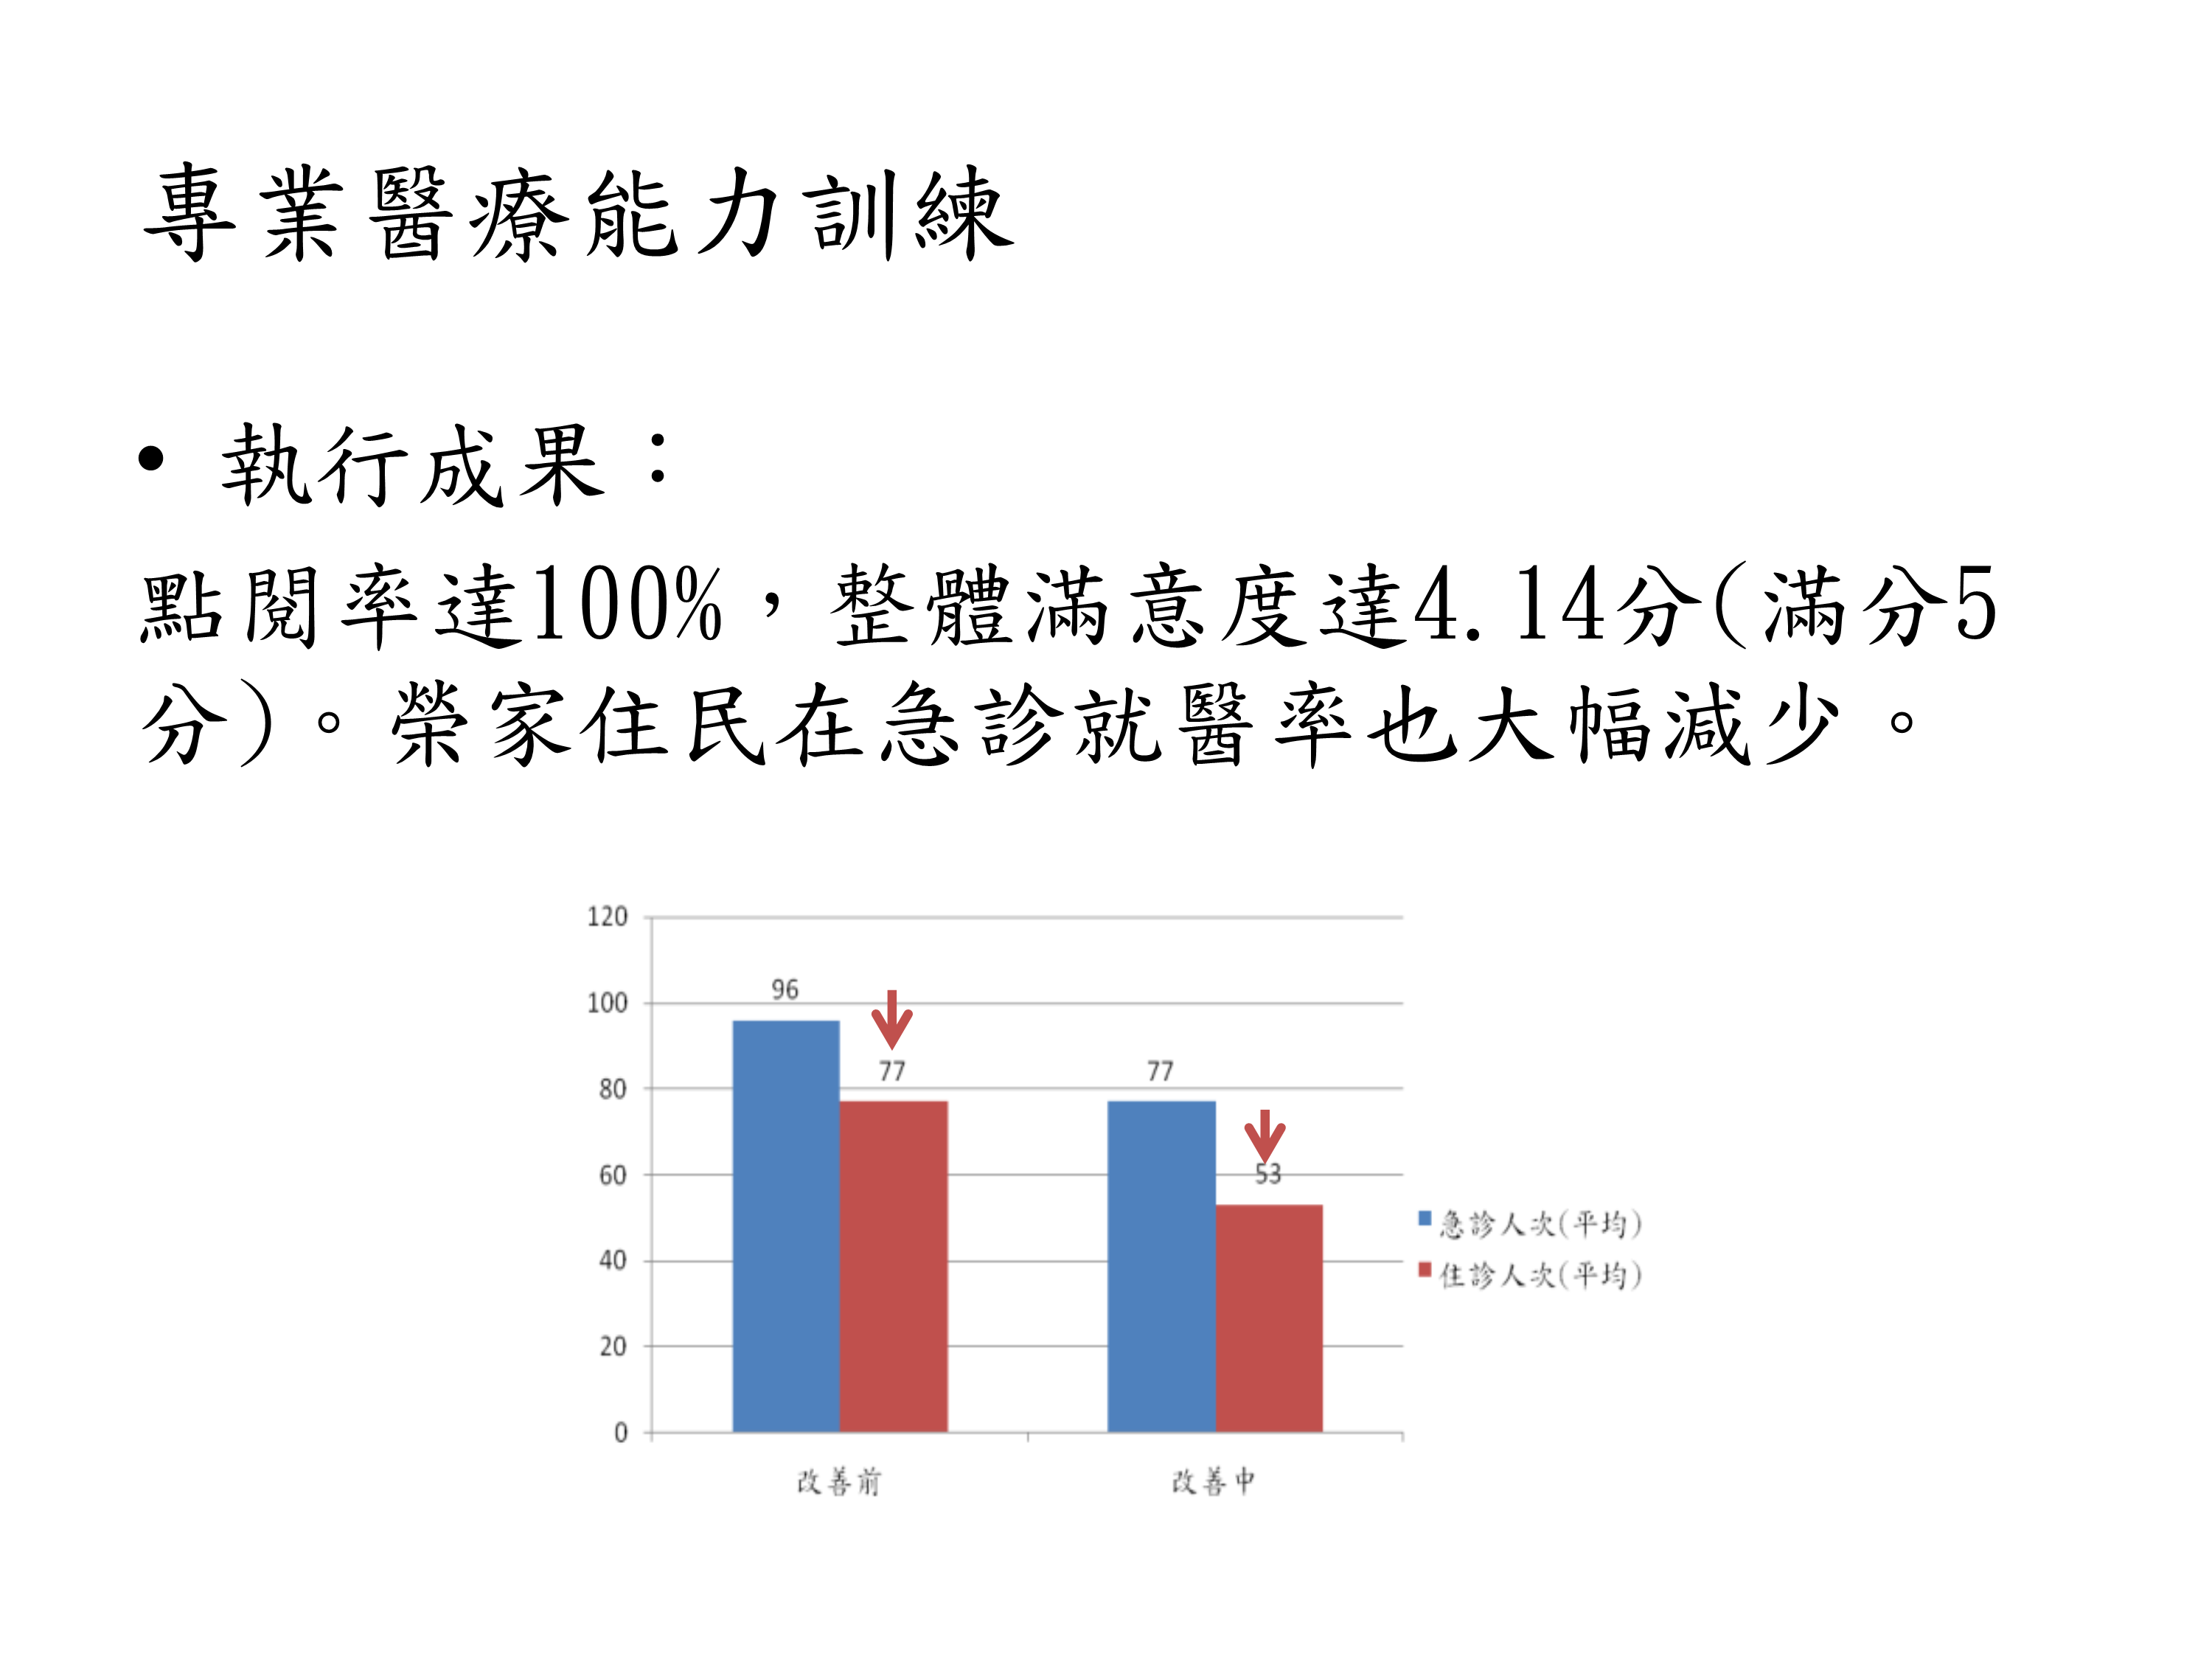 專業醫療能力訓練
• 執行成果：
點閱率達100%，整體滿意度達4.14分(滿分5
分)。榮家住民在急診就醫率也大幅減少。
120
100
80
60
40
20
0
96
77
77
53
改善前
改善中
急診人次(平均)
住診人次(平均)